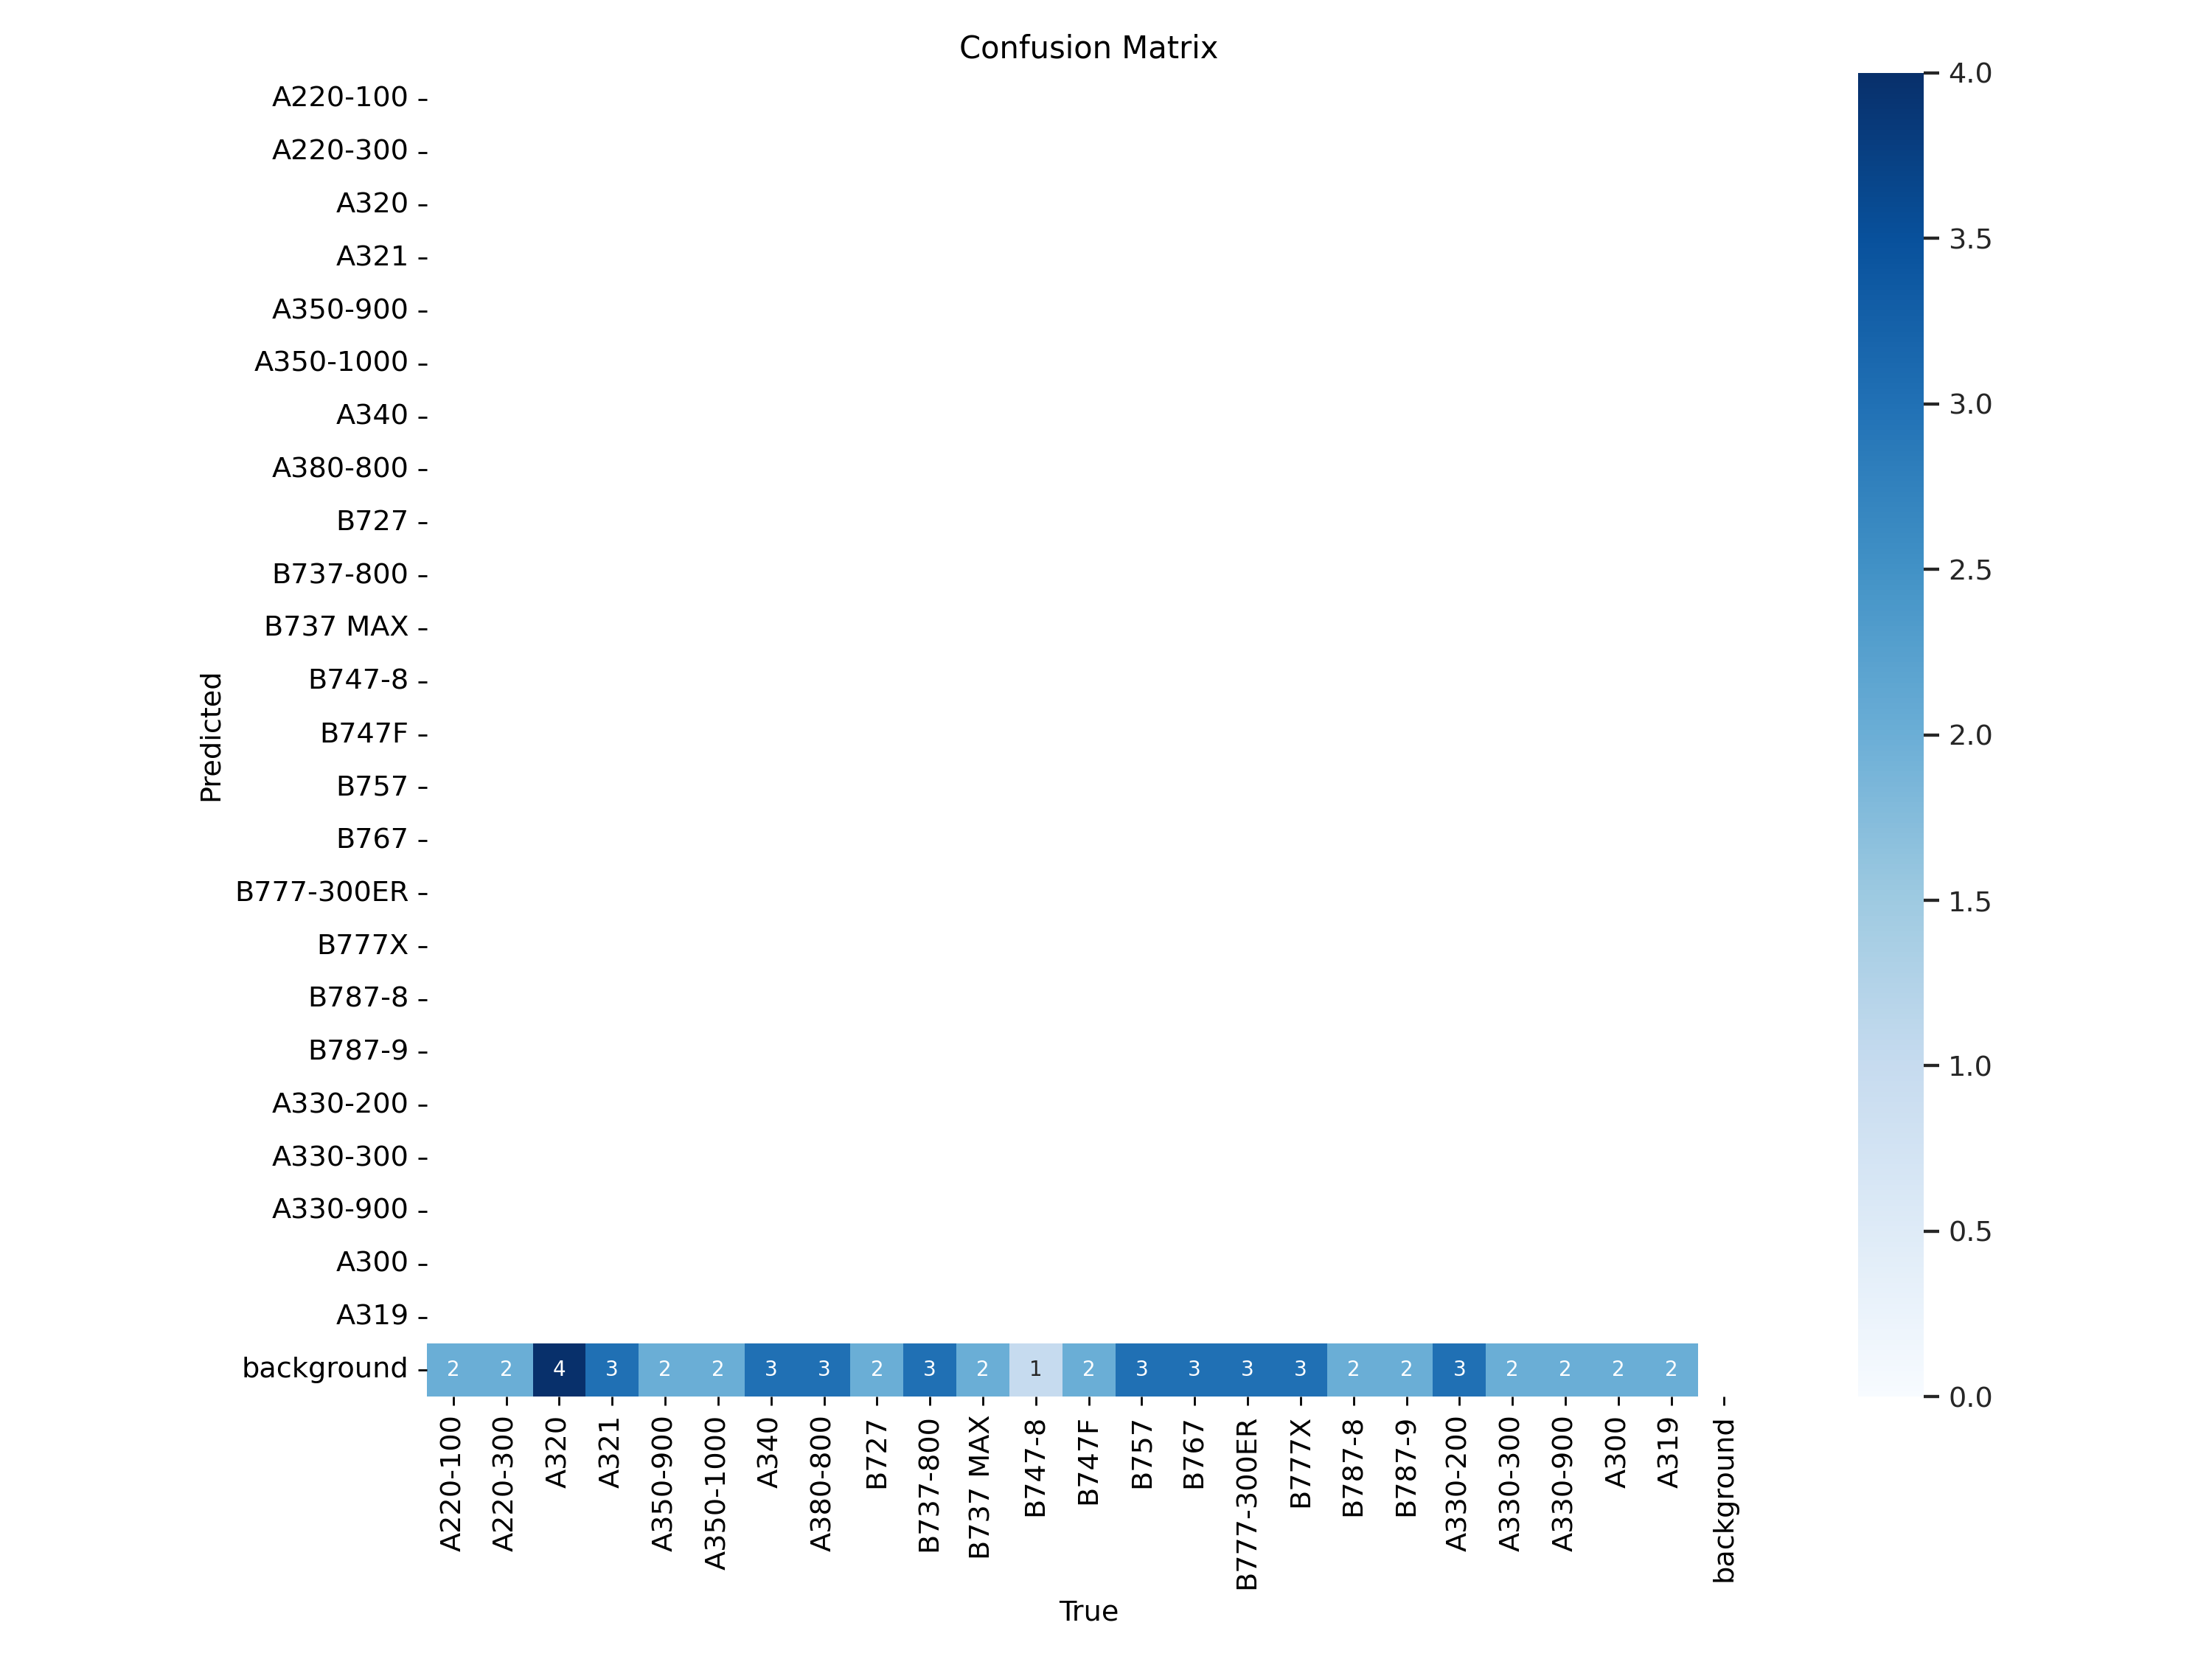 Confusion Matrix
A220-100
A220-300
A320
A321
A350-900
A350-1000
A340
A380-800
B727
B737-800
B737 MAX
B747-8
B747F
B757
B767
B777-300ER
B777X
B787-8
B787-9
A330-200
A330-300
A330-900
A300
A319
background
Predicted
2 2 4 3 2 2 3 3 2 3 2 1 2 3 3 3 3 2 2 3 2 2 2 2
A220-100
A220-300
A320
A321
A350-900
A350-1000
A340
A380-800
B727
B737-800
B737 MAX
B747-8
B747F
B757
B767
B777-300ER
B777X
B787-8
B787-9
A330-200
A330-300
A330-900
A300
A319
background
True
4.0
3.5
3.0
2.5
2.0
1.5
1.0
0.5
0.0